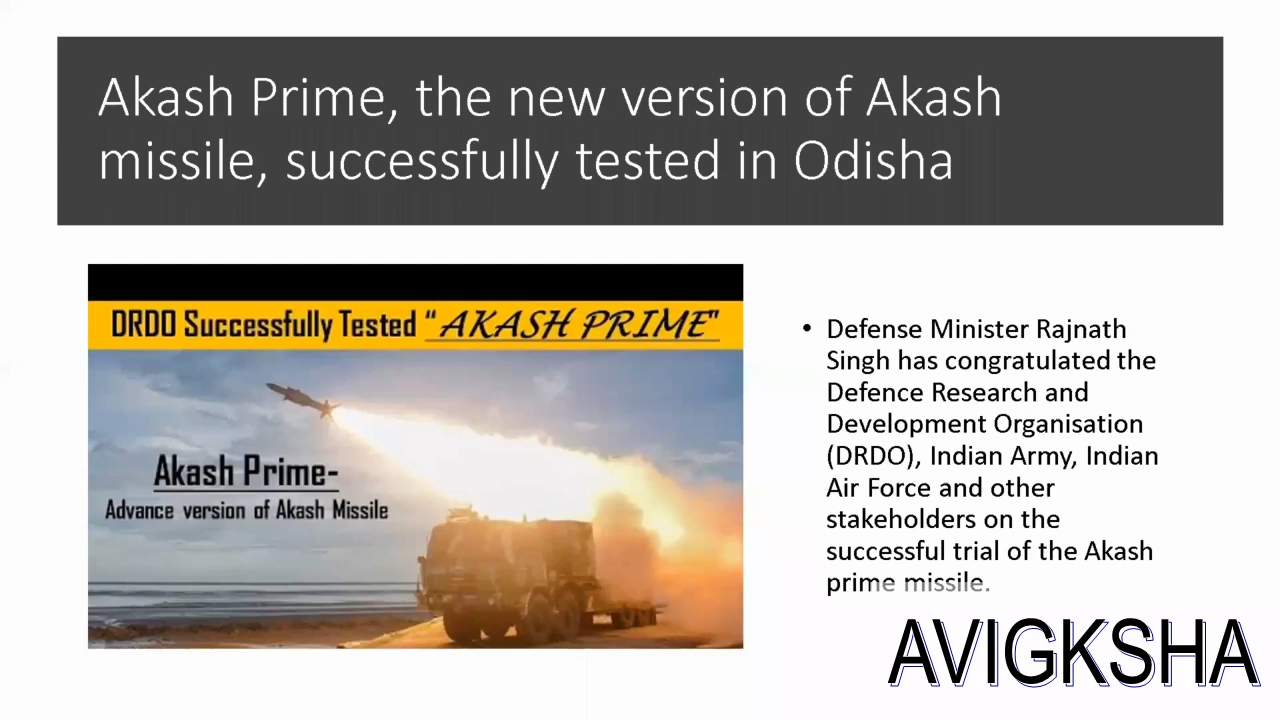 Akash Prime, the new version of Akash
missile, successfully tested in Odisha
DRDO Successfully Tested "AKASH PRIME"
Akash Prime-
Advance version of Akash Missile
• Defense Minister Rajnath
Singh has congratulated the
Defence Research and
Development Organisation
(DRDO), Indian Army, Indian
Air Force and other
stakeholders on the
successful trial of the Akash
prime missile.
AVIGKSHA